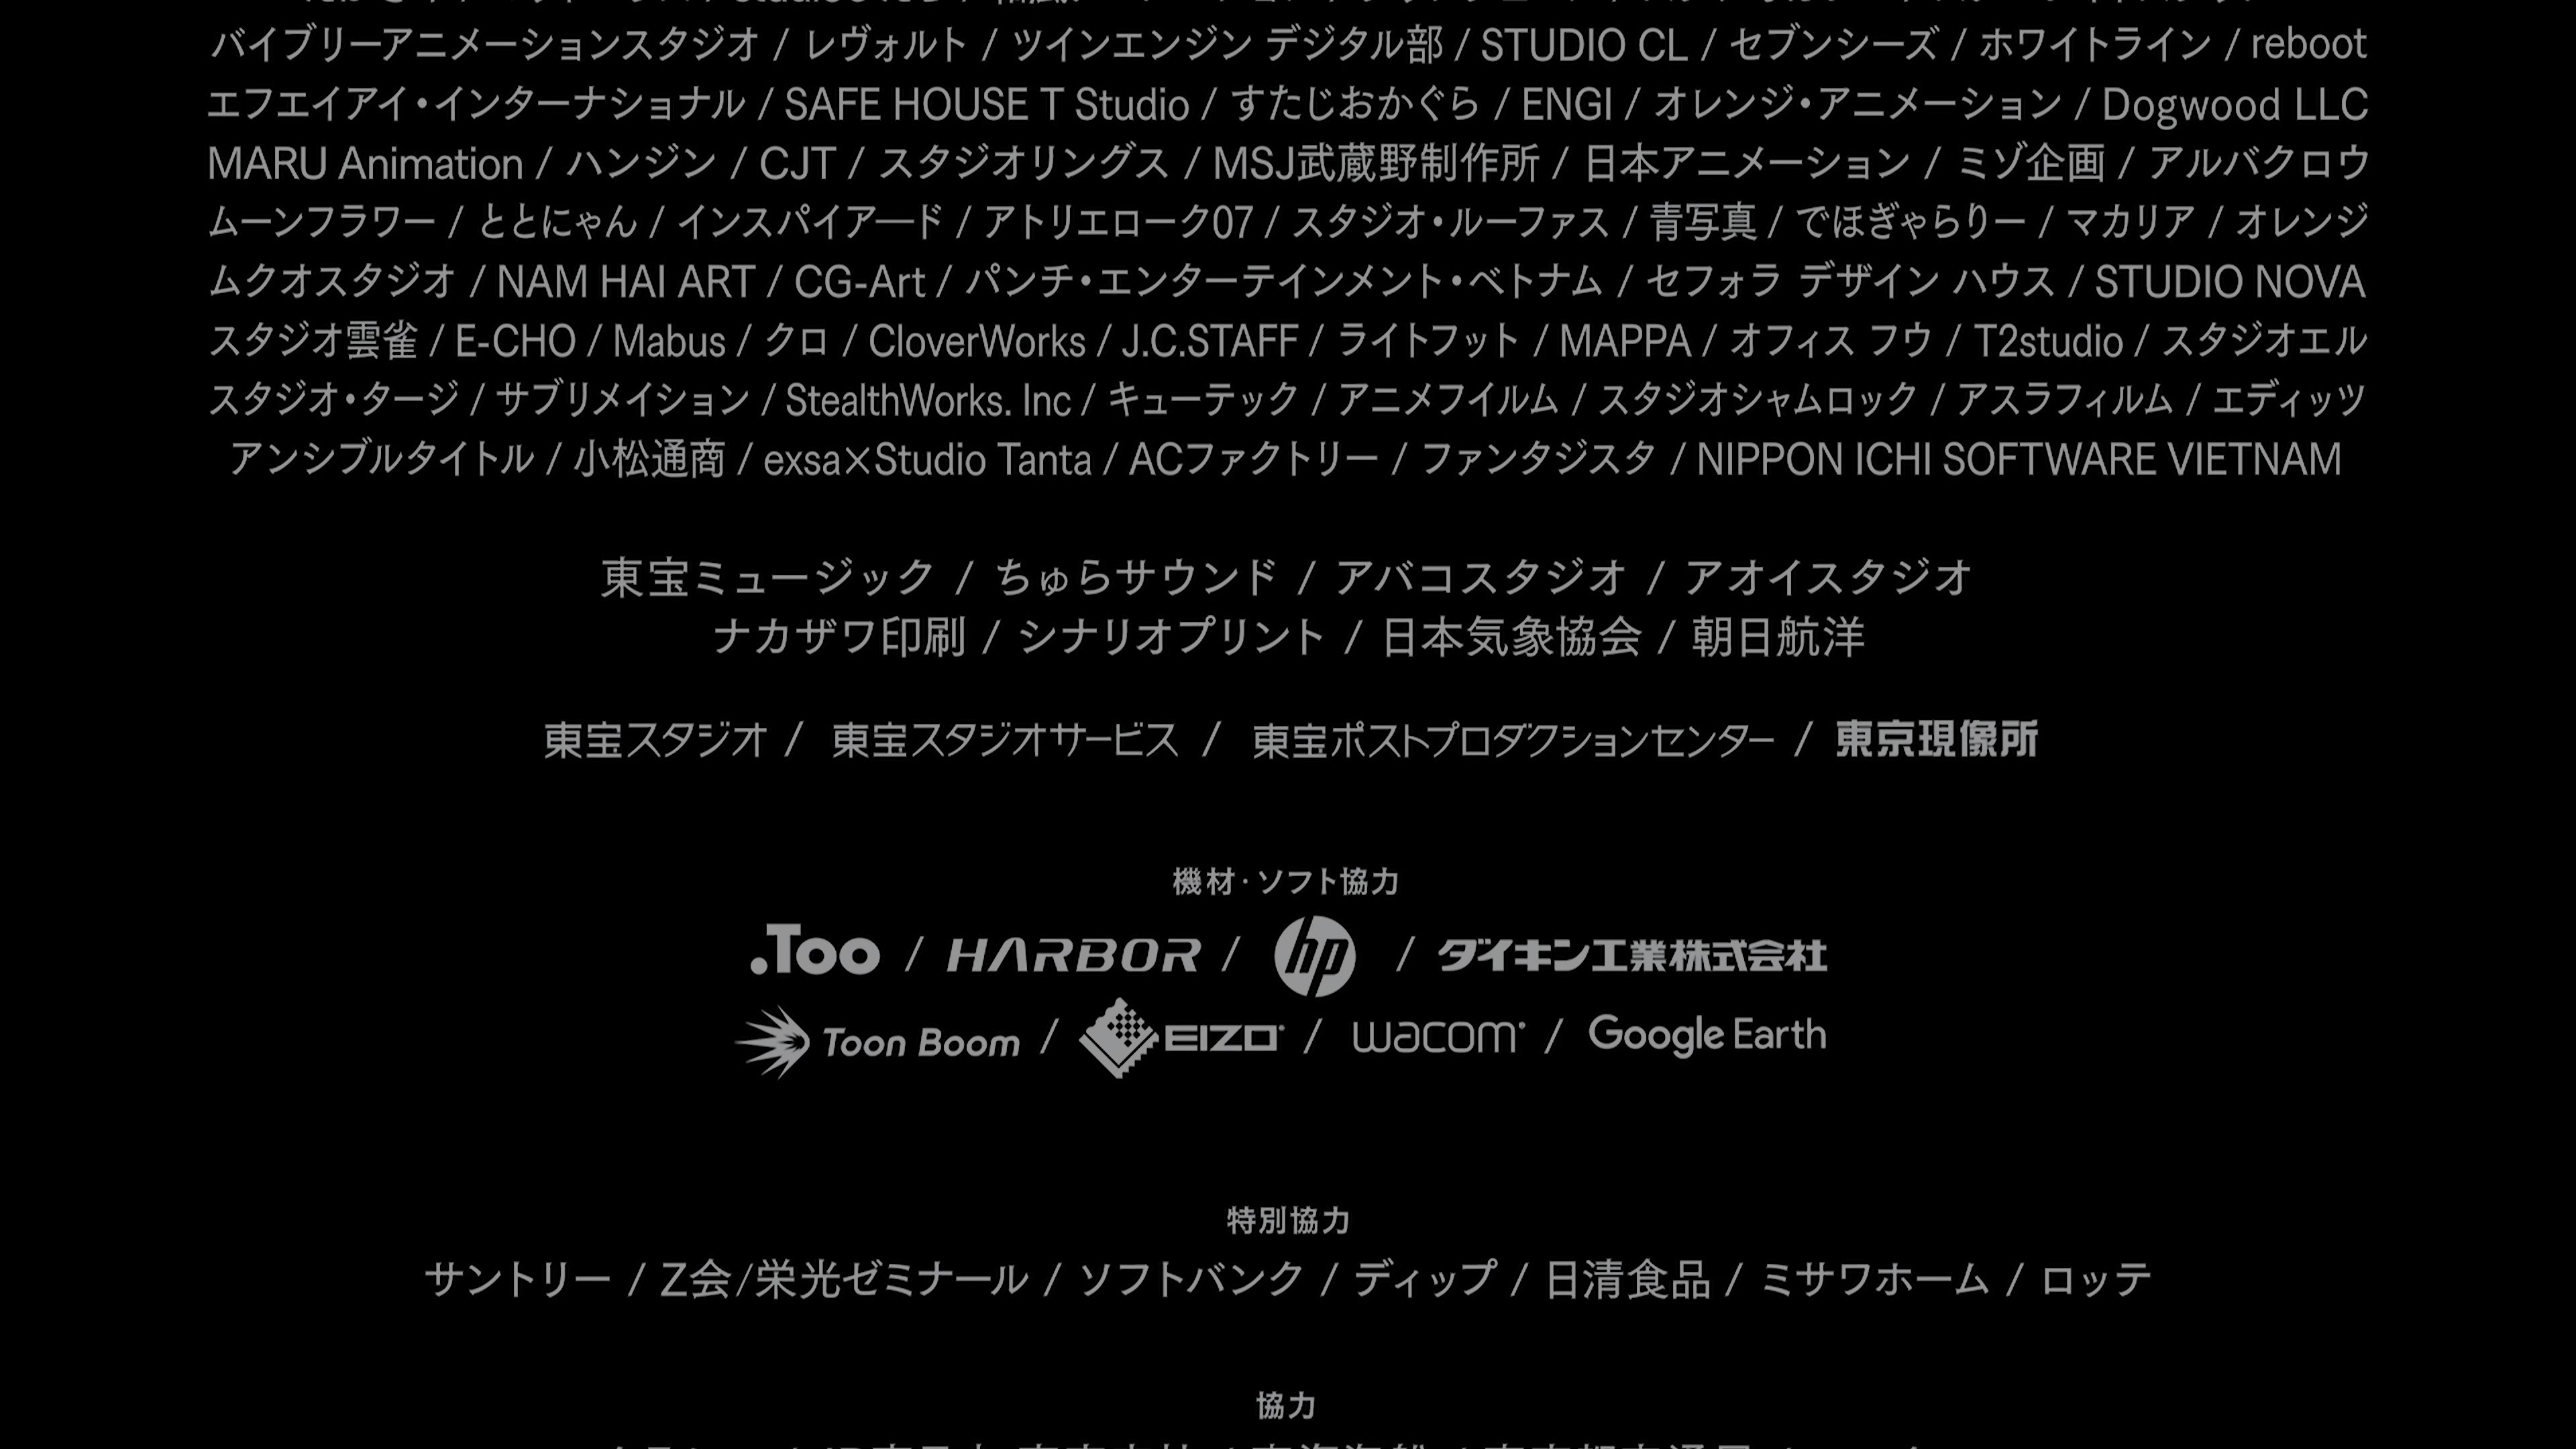 バイブリーアニメーションスタジオ / レヴォルト / ツインエンジン デジタル部 / STUDIO CL / セブンシーズ / ホワイトライン / reboot
エフエイアイ・インターナショナル / SAFE HOUSE T Studio / すたじおかぐら / ENGI / オレンジ・アニメーション / Dogwood LLC
MARU Animation / ハンジン / CJT / スタジオリングス / MSJ武蔵野制作所 / 日本アニメーション / ミゾ企画 / アルバクロウ
ムーンフラワー / ととにゃん / インスパイアード / アトリエローク07 / スタジオ・ルーファス / 青写真 / でほぎゃらりー / マカリア / オレンジ
ムクオスタジオ / NAM HAI ART / CG-Art / パンチ・エンターテインメント・ベトナム / セフォラ デザイン ハウス / STUDIO NOVA
スタジオ雲雀 / E-CHO / Mabus / クロ / CloverWorks / J.C.STAFF / ライトフット / MAPPA / オフィス フウ / T2studio / スタジオエル
スタジオ・タージ / サブリメイション / StealthWorks. Inc / キューテック / アニメフイルム / スタジオシャムロック / アスラフィルム / エディッツ
アンシブルタイトル / 小松通商 / exsa×Studio Tanta / ACファクトリー / ファンタジスタ / NIPPON ICHI SOFTWARE VIETNAM
東宝ミュージック / ちゅらサウンド / アバコスタジオ / アオイスタジオ
ナカザワ印刷 / シナリオプリント / 日本気象協会 / 朝日航洋
東宝スタジオ / 東宝スタジオサービス / 東宝ポストプロダクションセンター / 東京現像所
機材・ソフト協力
.Too / HARBOR / hp / ダイキン工業株式会社
Toon Boom / EIZO / wacom / Google Earth
特別協力
サントリー / Z会/栄光ゼミナール / ソフトバンク / ディップ / 日清食品 / ミサワホーム / ロッテ
協力